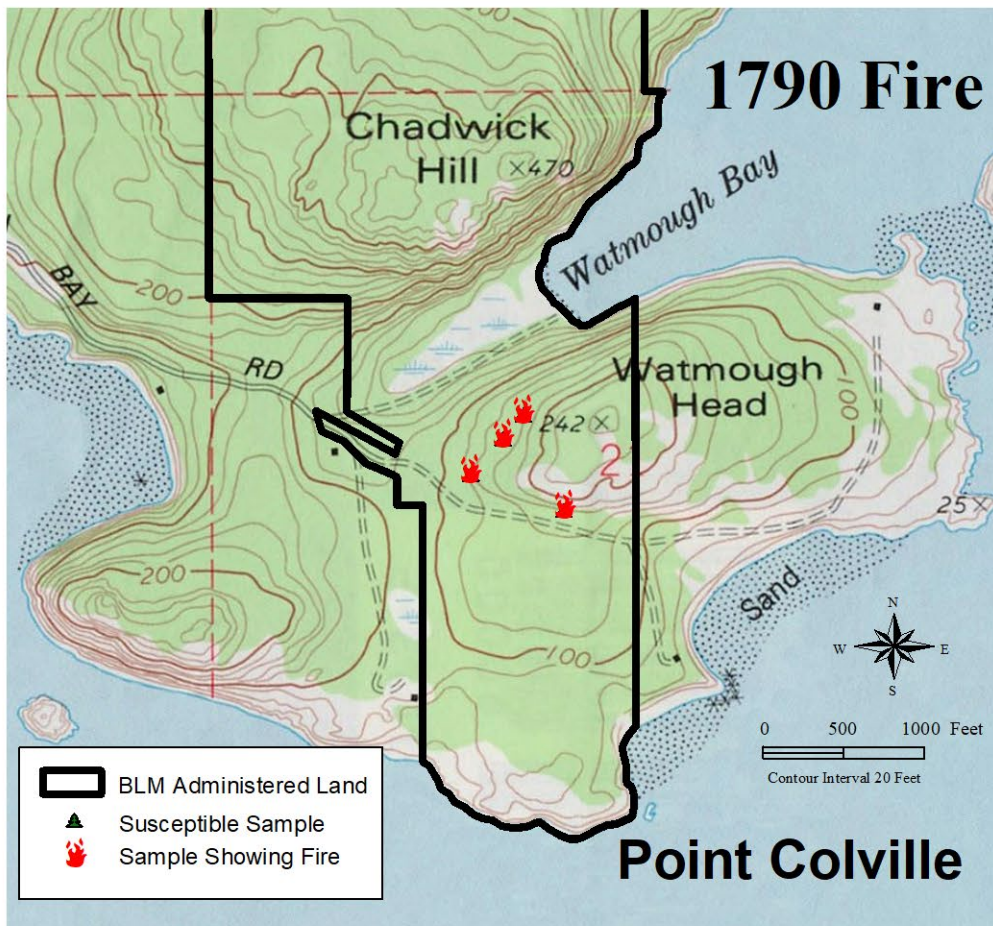 1790 Fire
Chadwick
Hill
×470
Watmough Bay
BAY
200
RD
Watmough
Head
100
242 ×
2
25×
200
Sand
100
N
W
E
S
0 500 1000 Feet
Contour Interval 20 Feet
BLM Administered Land
Susceptible Sample
Sample Showing Fire
Point Colville